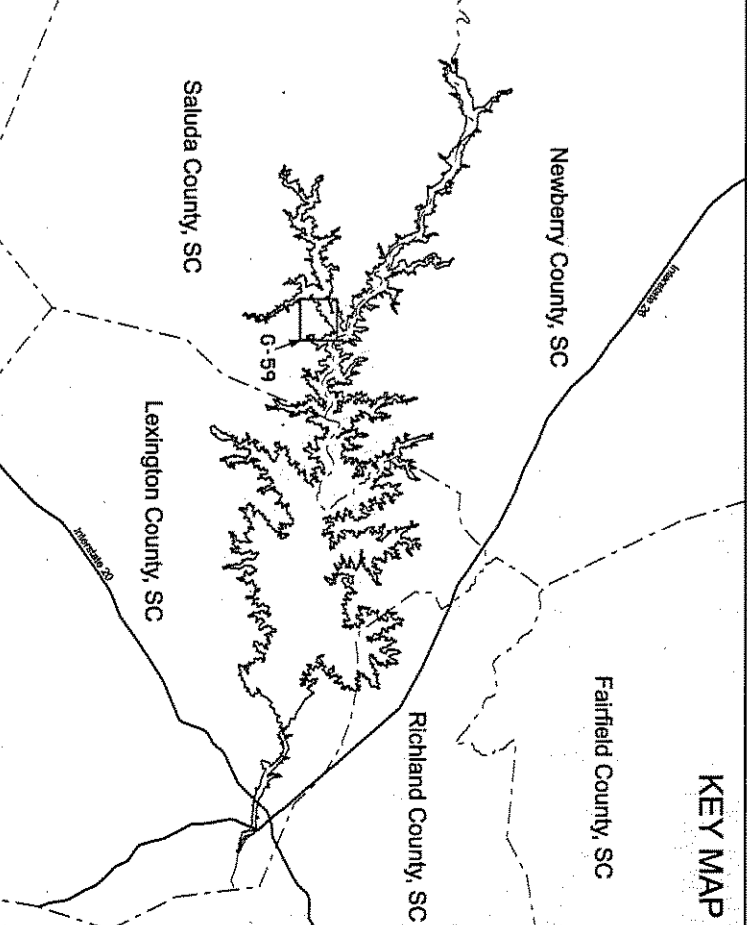 KEY MAP
Interstate 26
Newberry County, SC
Fairfield County, SC
Richland County, SC
Saluda County, SC
G-59
Lexington County, SC
Interstate 20